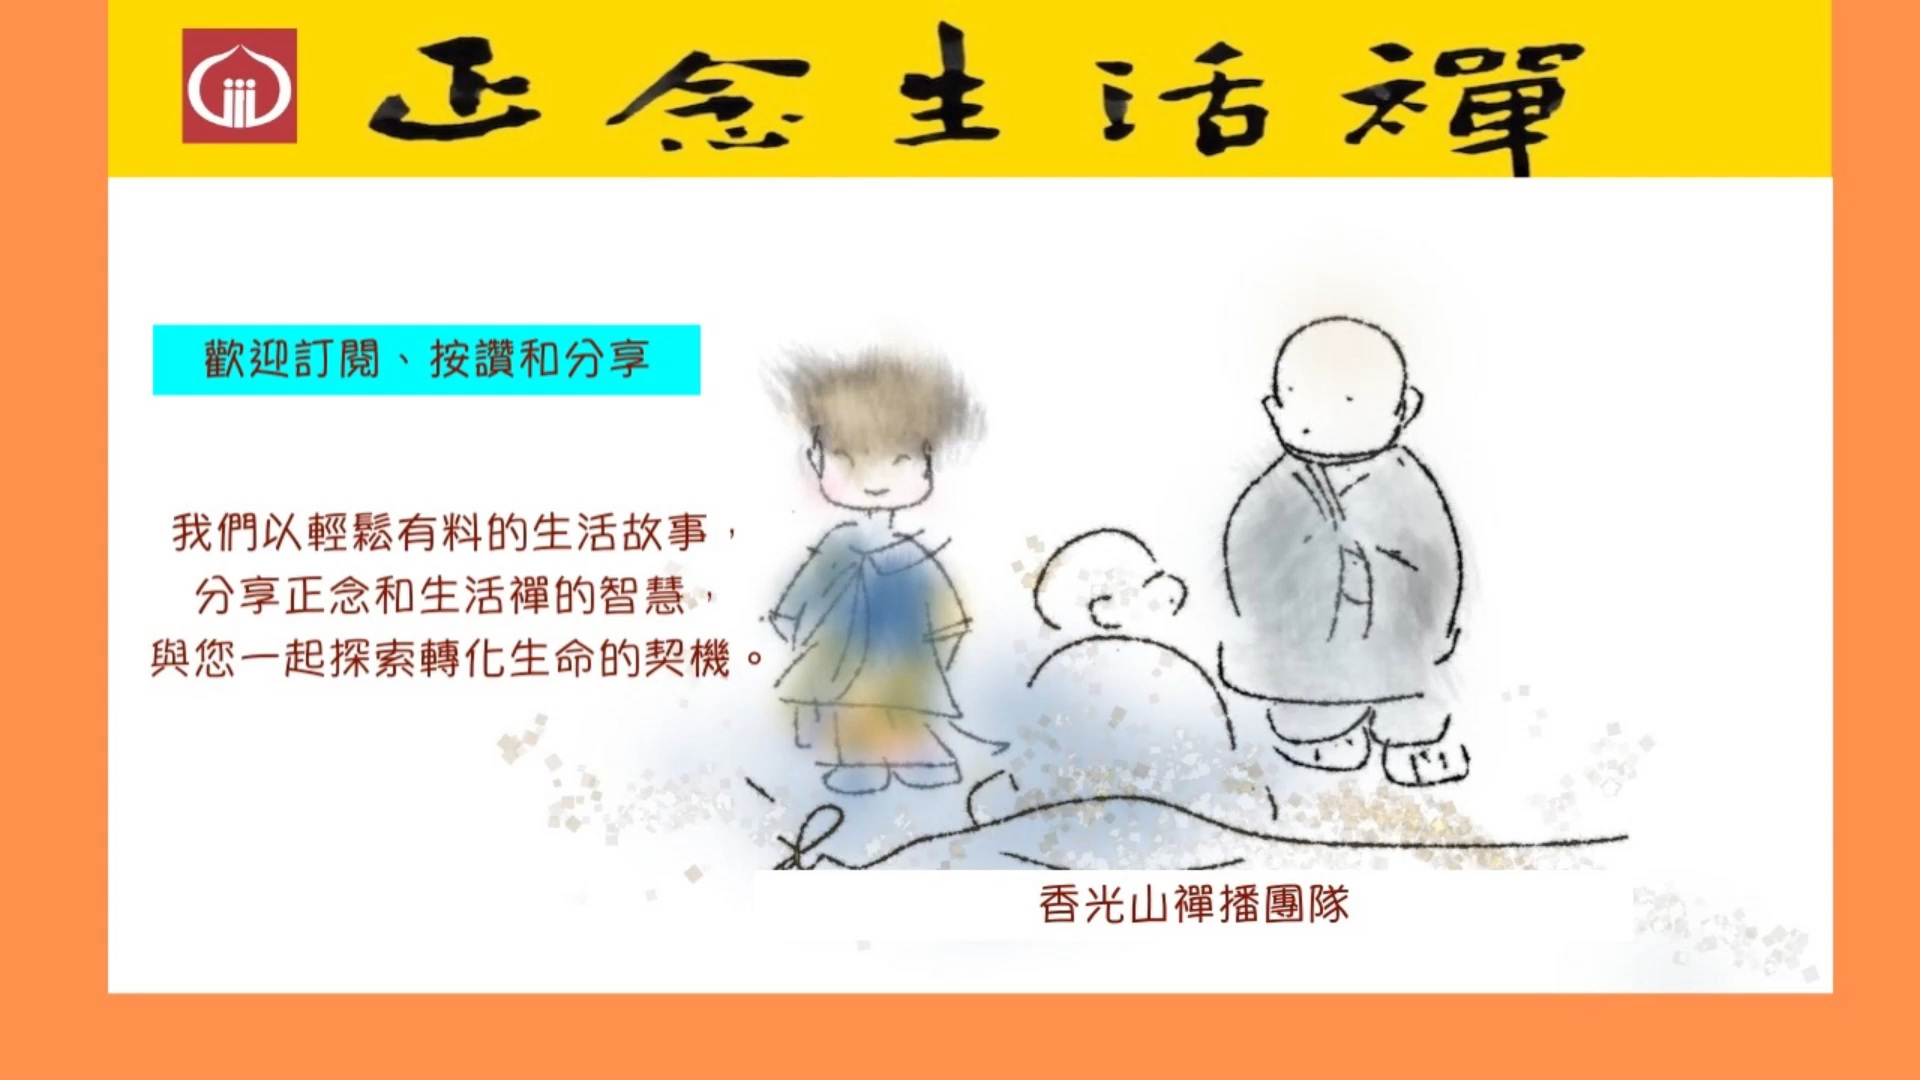 正念生活禪
歡迎訂閱、按讚和分享
我們以輕鬆有料的生活故事，
分享正念和生活禪的智慧，
與您一起探索轉化生命的契機。
香光山禪播團隊